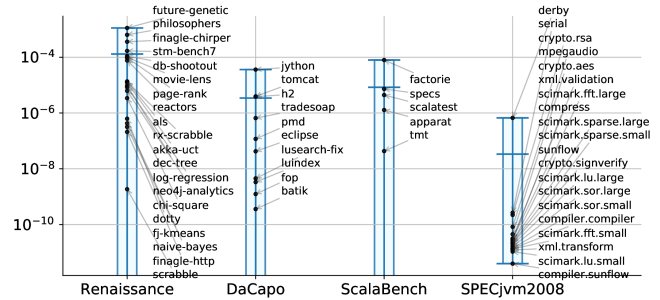 10⁻⁴
10⁻⁶
10⁻⁸
10⁻¹⁰
future-genetic
philosophers
finagle-chirper
stm-bench7
db-shootout
movie-lens
page-rank
reactors
als
rx-scrabble
akka-uct
dec-tree
log-regression
neo4j-analytics
chi-square
dotty
fj-kmeans
naive-bayes
finagle-http
scrabble
jython
tomcat
h2
tradesoap
pmd
eclipse
lusearch-fix
luindex
fop
batik
factorie
specs
scalatest
apparat
tmt
derby
serial
crypto.rsa
mpegaudio
crypto.aes
xml.validation
scimark.fft.large
compress
scimark.sparse.large
scimark.sparse.small
sunflow
crypto.signverify
scimark.lu.large
scimark.sor.large
scimark.sor.small
compiler.compiler
scimark.fft.small
xml.transform
scimark.lu.small
compiler.sunflow
Renaissance
DaCapo
ScalaBench
SPECjvm2008